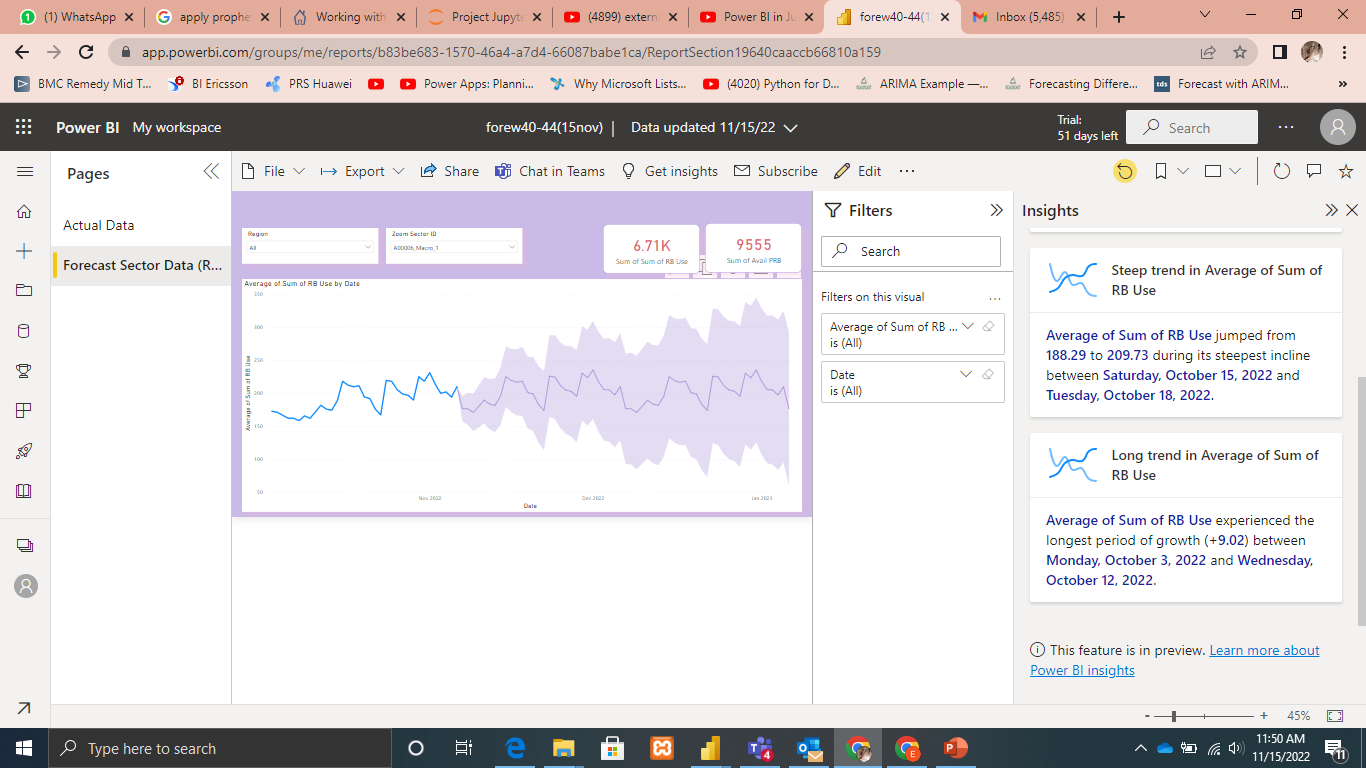 (1) WhatsApp
apply prophe
Working with
Project Jupyte
(4899) extern
Power BI in Ju
forew40-44(1
Inbox (5,485)
app.powerbi.com/groups/me/reports/b83be683-1570-46a4-a7d4-66087babe1ca/ReportSection19640caaccb66810a159
BMC Remedy Mid T...
BI Ericsson
PRS Huawei
Power Apps: Planni...
Why Microsoft Lists...
(4020) Python for D...
ARIMA Example —...
Forecasting Differe...
tds
Forecast with ARIM...
»
Power BI My workspace
forew40-44(15nov) | Data updated 11/15/22
Trial:
51 days left
Search
Pages
Actual Data
Forecast Sector Data (R...
File
Export
Share
Chat in Teams
Get insights
Subscribe
Edit
Region
All
Zoom Sector ID
A00006_Macro_1
6.71K
Sum of Sum of RB Use
9555
Sum of Avail PRB
Average of Sum of RB Use by Date
Average of Sum of RB Use
350
300
250
200
150
100
50
Nov 2022
Dec 2022
Jan 2023
Date
Filters
Search
Filters on this visual
Average of Sum of RB ...
is (All)
Date
is (All)
Insights
Steep trend in Average of Sum of
RB Use
Average of Sum of RB Use jumped from
188.29 to 209.73 during its steepest incline
between Saturday, October 15, 2022 and
Tuesday, October 18, 2022.
Long trend in Average of Sum of
RB Use
Average of Sum of RB Use experienced the
longest period of growth (+9.02) between
Monday, October 3, 2022 and Wednesday,
October 12, 2022.
This feature is in preview. Learn more about
Power BI insights
- + 45%
Type here to search
4
E
11:50 AM
11/15/2022
11